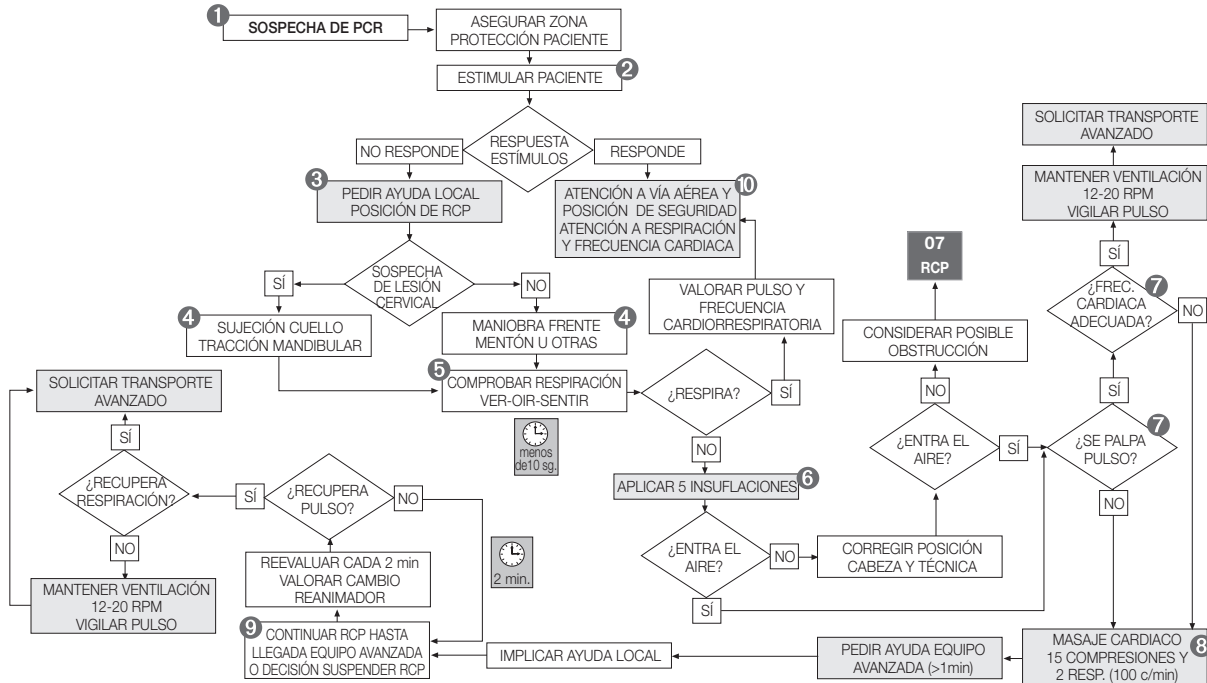 1
SOSPECHA DE PCR
ASEGURAR ZONA
PROTECCIÓN PACIENTE
2
ESTIMULAR PACIENTE
RESPUESTA
ESTÍMULOS
NO RESPONDE
RESPONDE
3
PEDIR AYUDA LOCAL
POSICIÓN DE RCP
10
ATENCIÓN A VÍA AÉREA Y
POSICIÓN DE SEGURIDAD
ATENCIÓN A RESPIRACIÓN
Y FRECUENCIA CARDIACA
SOSPECHA
DE LESIÓN
CERVICAL
SÍ
NO
4
SUJECIÓN CUELLO
TRACCIÓN MANDIBULAR
4
MANIOBRA FRENTE
MENTÓN U OTRAS
5
COMPROBAR RESPIRACIÓN
VER-OIR-SENTIR
menos
de10 sg.
¿RESPIRA?
SÍ
VALORAR PULSO Y
FRECUENCIA
CARDIORRESPIRATORIA
NO
6
APLICAR 5 INSUFLACIONES
¿ENTRA EL
AIRE?
NO
CORREGIR POSICIÓN
CABEZA Y TÉCNICA
SÍ
¿ENTRA EL
AIRE?
NO
CONSIDERAR POSIBLE
OBSTRUCCIÓN
07
RCP
SÍ
7
¿SE PALPA
PULSO?
SÍ
7
¿FREC.
CARDIACA
ADECUADA?
SÍ
MANTENER VENTILACIÓN
12-20 RPM
VIGILAR PULSO
SOLICITAR TRANSPORTE
AVANZADO
NO
NO
8
MASAJE CARDIACO
15 COMPRESIONES Y
2 RESP. (100 c/min)
PEDIR AYUDA EQUIPO
AVANZADA (>1min)
IMPLICAR AYUDA LOCAL
9
CONTINUAR RCP HASTA
LLEGADA EQUIPO AVANZADA
O DECISIÓN SUSPENDER RCP
REEVALUAR CADA 2 min
VALORAR CAMBIO
REANIMADOR
2 min.
¿RECUPERA
PULSO?
NO
SÍ
¿RECUPERA
RESPIRACIÓN?
SÍ
SOLICITAR TRANSPORTE
AVANZADO
NO
MANTENER VENTILACIÓN
12-20 RPM
VIGILAR PULSO